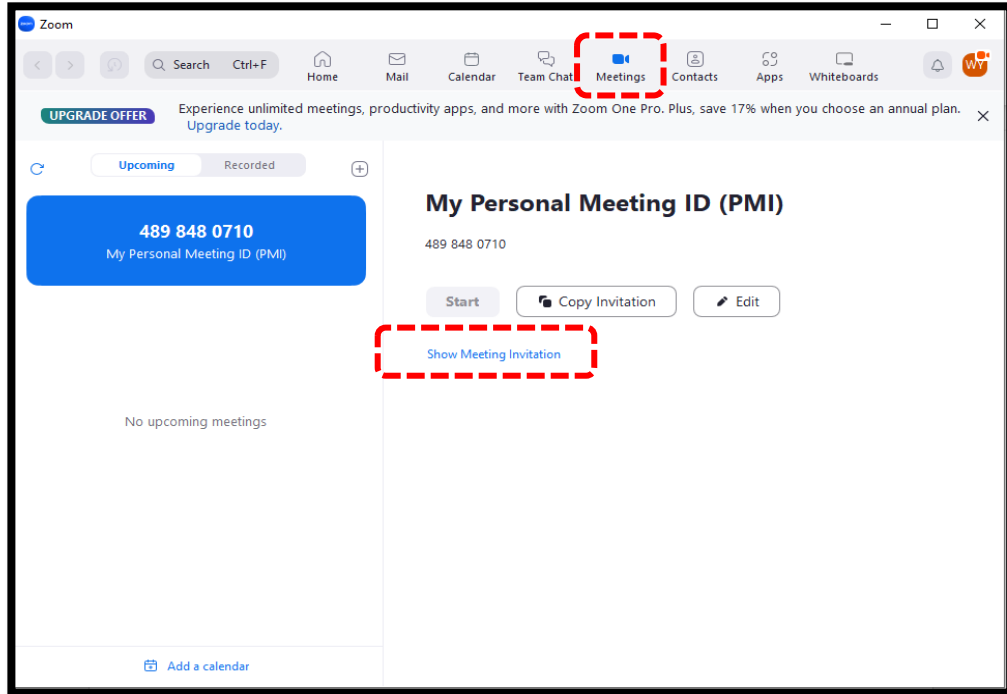 Zoom
Search Ctrl+F
Home Mail Calendar Team Chat Meetings Contacts Apps Whiteboards
WY
UPGRADE OFFER
Experience unlimited meetings, productivity apps, and more with Zoom One Pro. Plus, save 17% when you choose an annual plan.
Upgrade today.
Upcoming Recorded
489 848 0710
My Personal Meeting ID (PMI)
No upcoming meetings
Add a calendar
My Personal Meeting ID (PMI)
489 848 0710
Start Copy Invitation Edit
Show Meeting Invitation